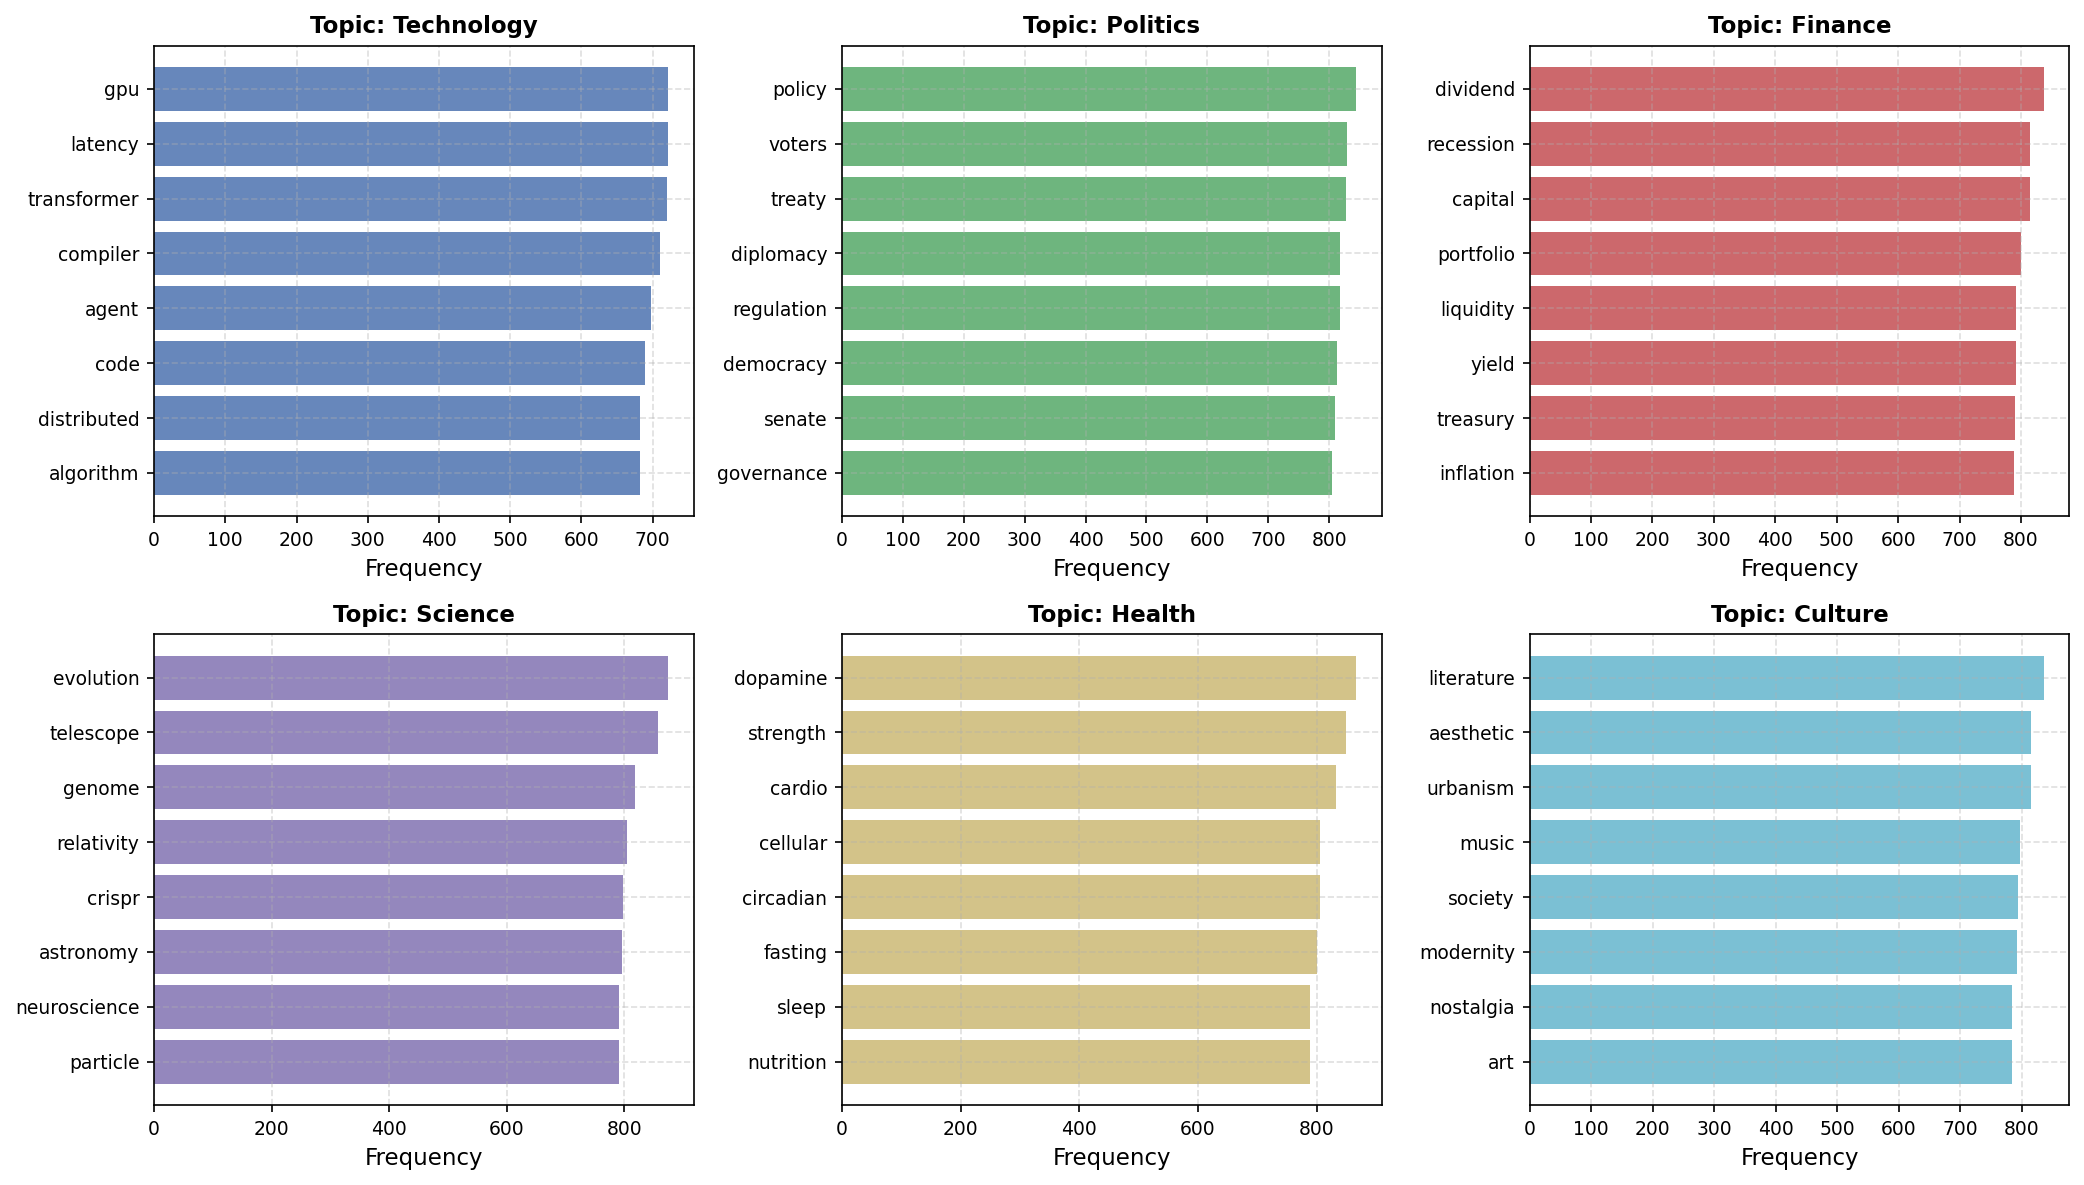 Topic: Technology
gpu
latency
transformer
compiler
agent
code
distributed
algorithm
0 100 200 300 400 500 600 700
Frequency
Topic: Politics
policy
voters
treaty
diplomacy
regulation
democracy
senate
governance
0 100 200 300 400 500 600 700 800
Frequency
Topic: Finance
dividend
recession
capital
portfolio
liquidity
yield
treasury
inflation
0 100 200 300 400 500 600 700 800
Frequency
Topic: Science
evolution
telescope
genome
relativity
crispr
astronomy
neuroscience
particle
0 200 400 600 800
Frequency
Topic: Health
dopamine
strength
cardio
cellular
circadian
fasting
sleep
nutrition
0 200 400 600 800
Frequency
Topic: Culture
literature
aesthetic
urbanism
music
society
modernity
nostalgia
art
0 100 200 300 400 500 600 700 800
Frequency